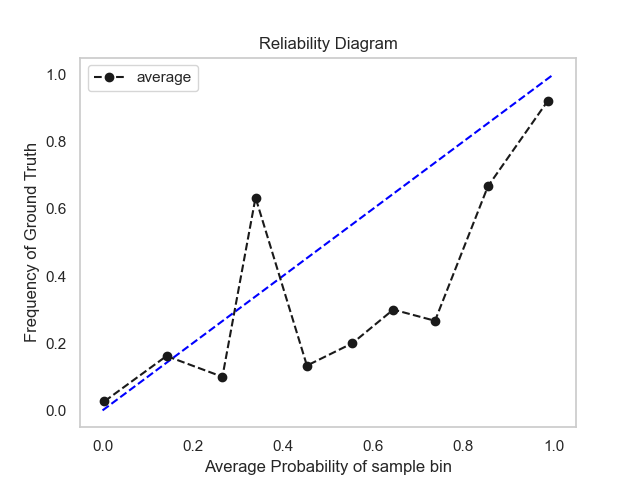 Reliability Diagram
average
1.0
0.8
0.6
0.4
0.2
0.0
Frequency of Ground Truth
0.0 0.2 0.4 0.6 0.8 1.0
Average Probability of sample bin